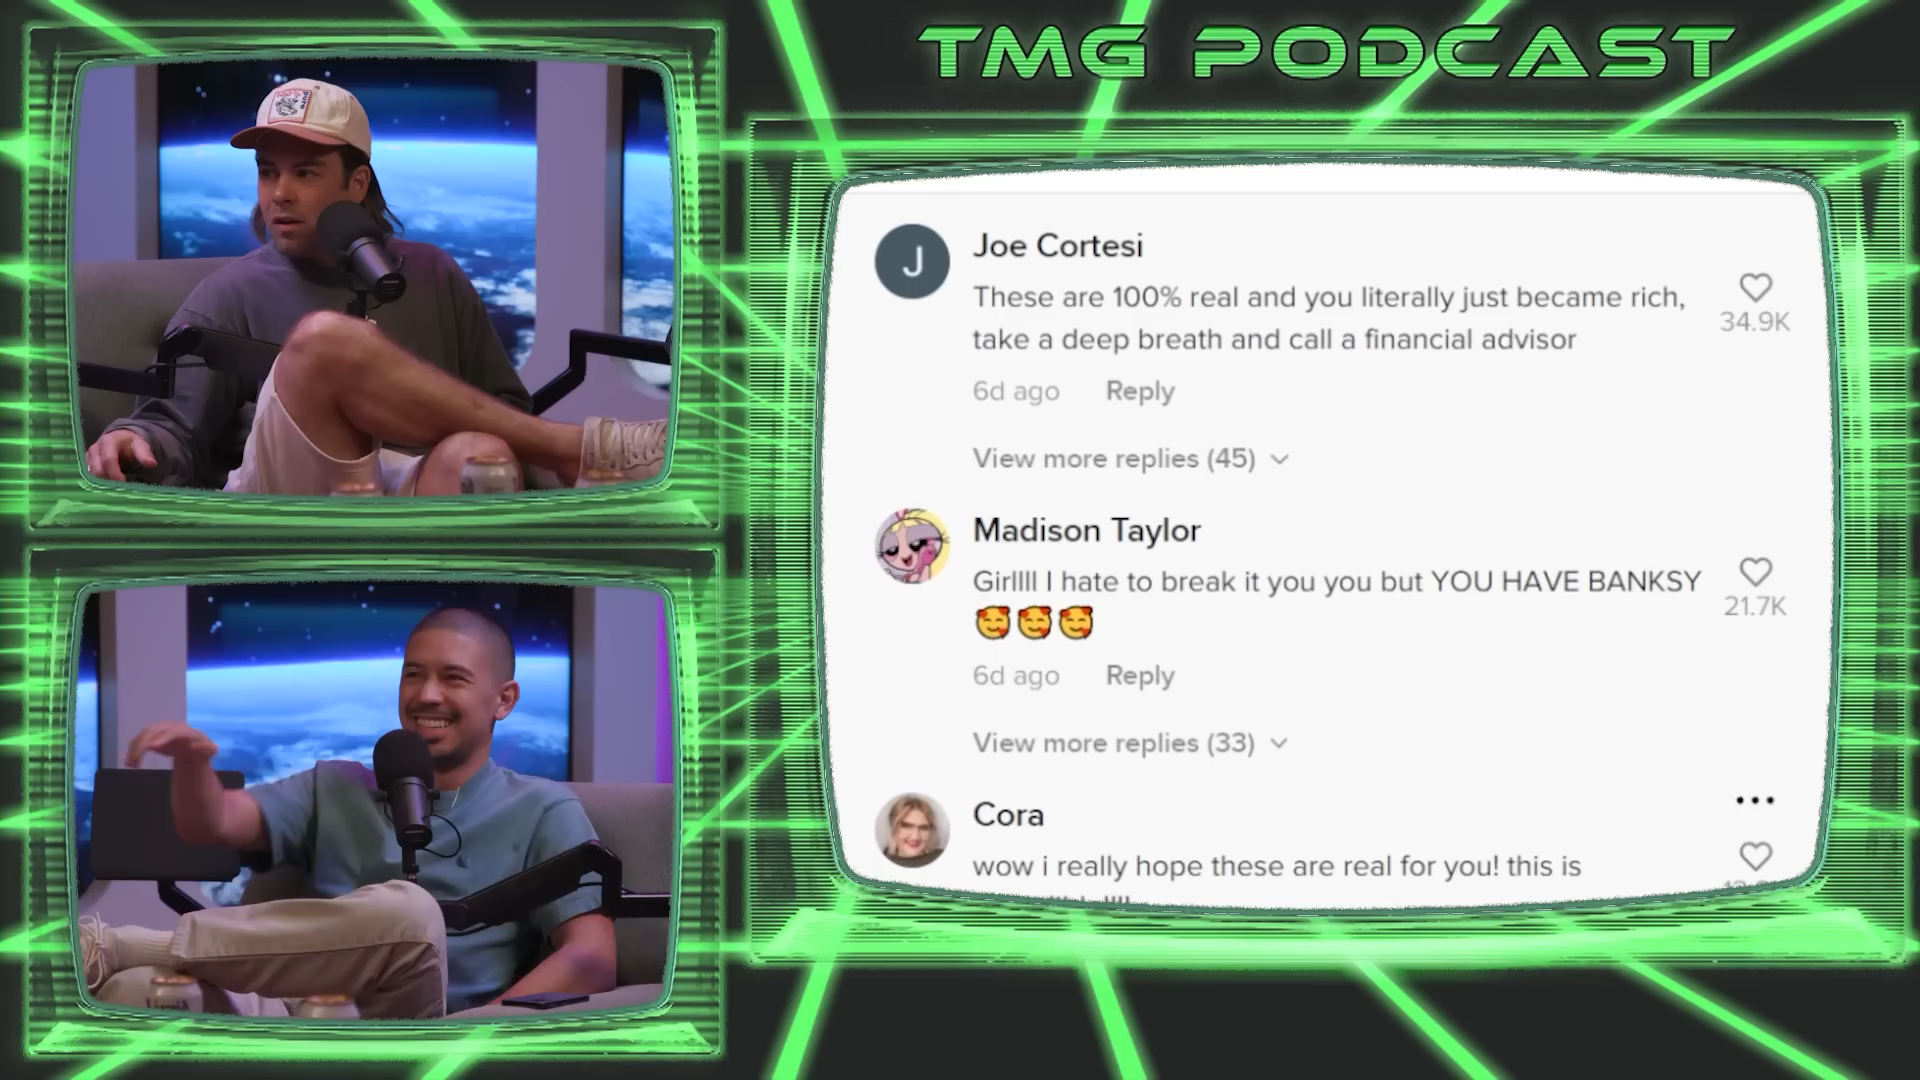 TMG PODCAST
J
Joe Cortesi
These are 100% real and you literally just became rich,
take a deep breath and call a financial advisor
34.9K
6d ago Reply
View more replies (45)
Madison Taylor
Girllll I hate to break it you you but YOU HAVE BANKSY
🥰🥰🥰
21.7K
6d ago Reply
View more replies (33)
Cora
wow i really hope these are real for you! this is